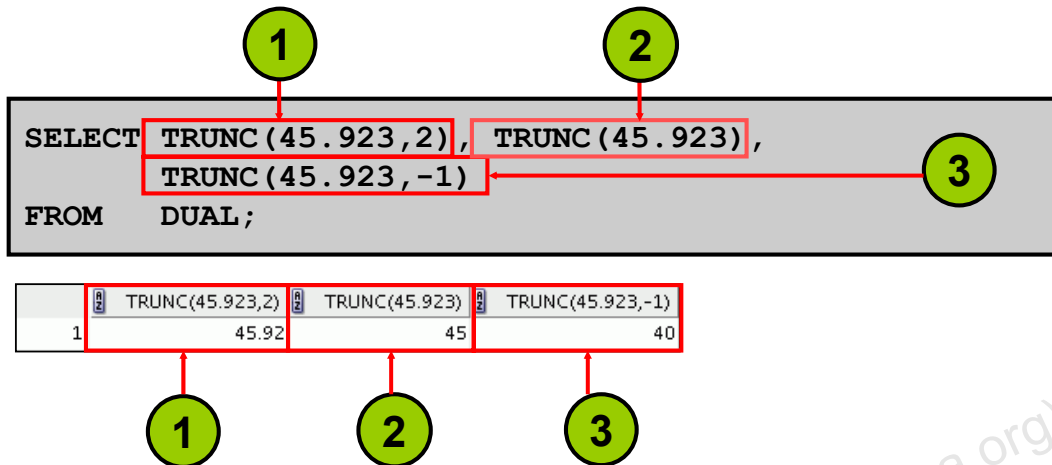 1 2
SELECT TRUNC(45.923,2), TRUNC(45.923),
TRUNC(45.923,-1) 3
FROM DUAL;
TRUNC(45.923,2) TRUNC(45.923) TRUNC(45.923,-1)
1 45.92 45 40
1 2 3